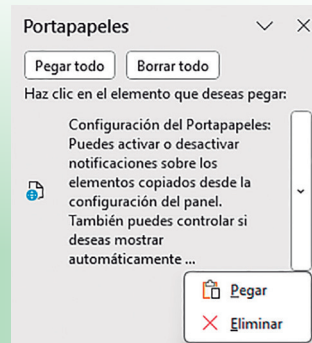 Portapapeles
Pegar todo
Borrar todo
Haz clic en el elemento que deseas pegar:
Configuración del Portapapeles:
Puedes activar o desactivar
notificaciones sobre los
elementos copiados desde la
configuración del panel.
También puedes controlar si
deseas mostrar
automáticamente ...
Pegar
Eliminar